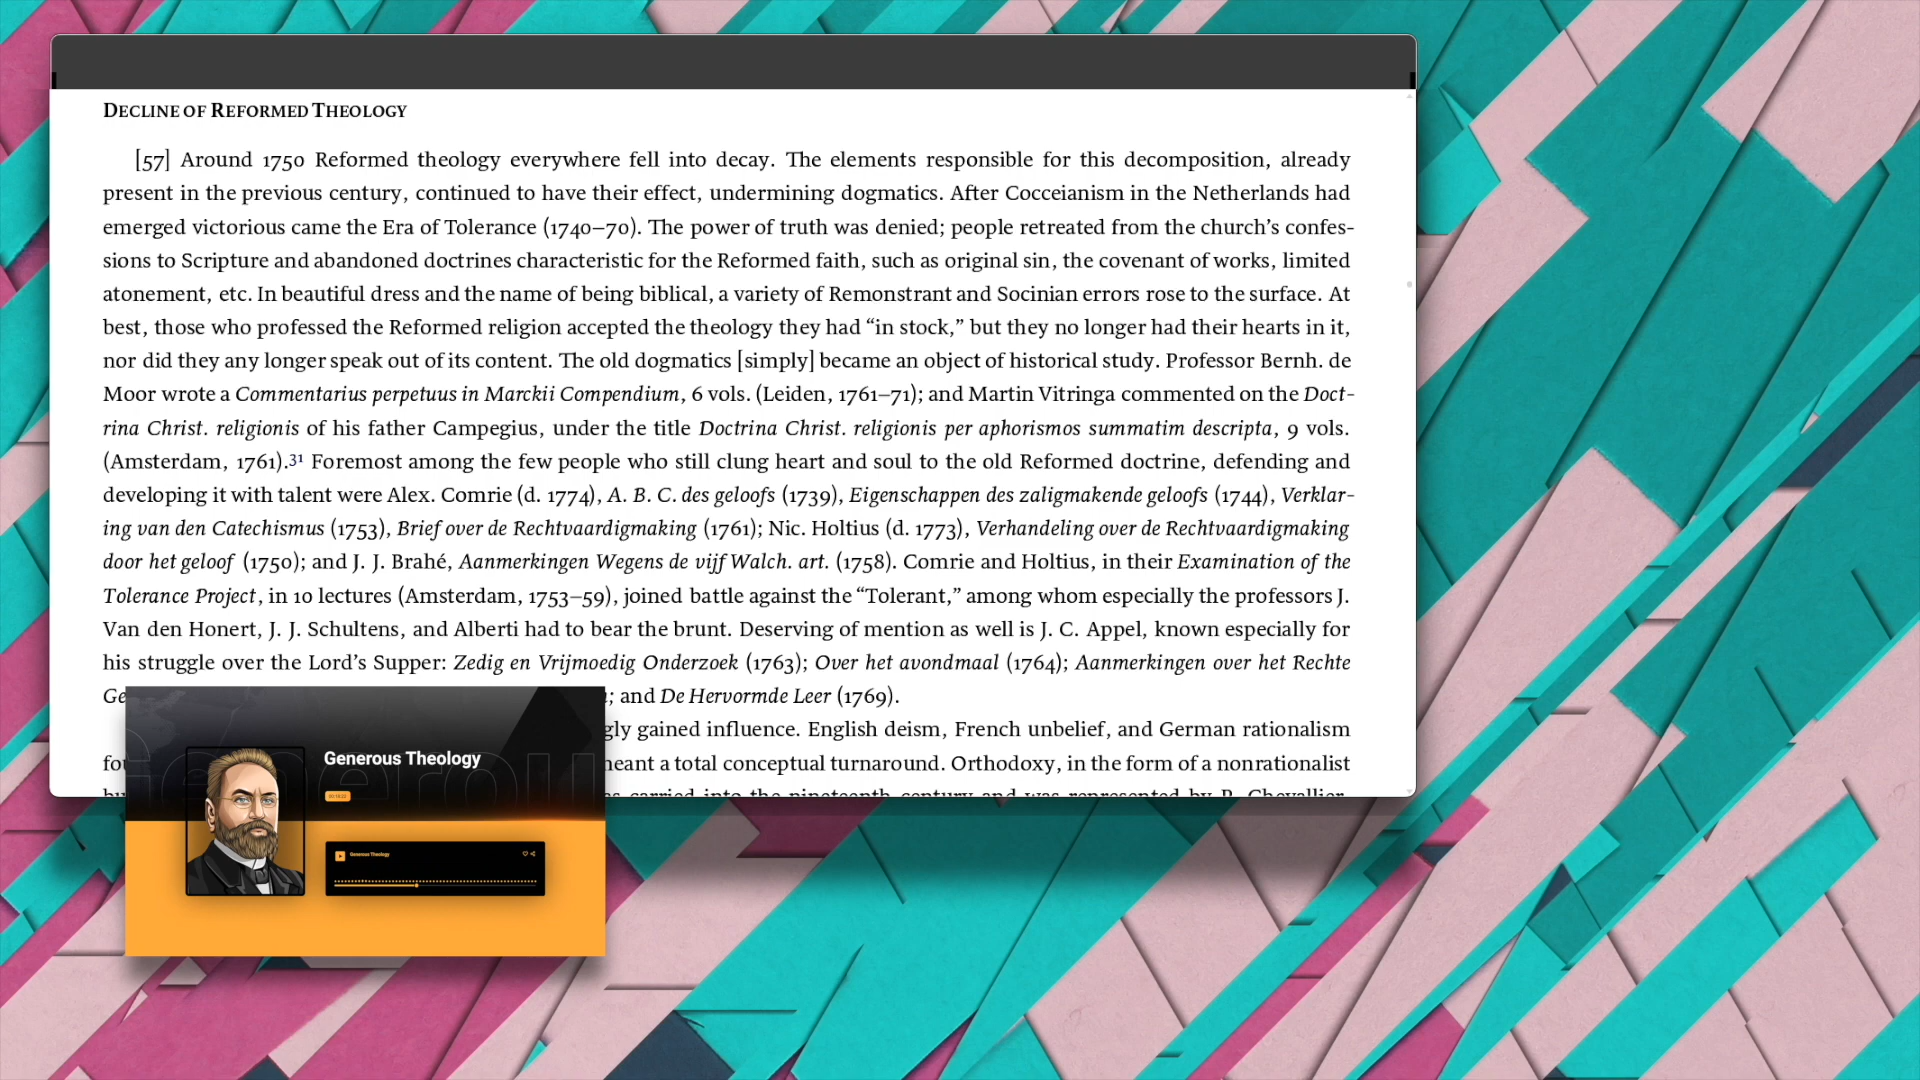 DECLINE OF REFORMED THEOLOGY
[57] Around 1750 Reformed theology everywhere fell into decay. The elements responsible for this decomposition, already
present in the previous century, continued to have their effect, undermining dogmatics. After Cocceianism in the Netherlands had
emerged victorious came the Era of Tolerance (1740–70). The power of truth was denied; people retreated from the church’s confes-
sions to Scripture and abandoned doctrines characteristic for the Reformed faith, such as original sin, the covenant of works, limited
atonement, etc. In beautiful dress and the name of being biblical, a variety of Remonstrant and Socinian errors rose to the surface. At
best, those who professed the Reformed religion accepted the theology they had “in stock,” but they no longer had their hearts in it,
nor did they any longer speak out of its content. The old dogmatics [simply] became an object of historical study. Professor Bernh. de
Moor wrote a Commentarius perpetuus in Marckii Compendium, 6 vols. (Leiden, 1761–71); and Martin Vitringa commented on the Doct-
rina Christ. religionis of his father Campegius, under the title Doctrina Christ. religionis per aphorismos summatim descripta, 9 vols.
(Amsterdam, 1761).31 Foremost among the few people who still clung heart and soul to the old Reformed doctrine, defending and
developing it with talent were Alex. Comrie (d. 1774), A. B. C. des geloofs (1739), Eigenschappen des zaligmakende geloofs (1744), Verklar-
ing van den Catechismus (1753), Brief over de Rechtvaardigmaking (1761); Nic. Holtius (d. 1773), Verhandeling over de Rechtvaardigmaking
door het geloof (1750); and J. J. Brahé, Aanmerkingen Wegens de vijf Walch. art. (1758). Comrie and Holtius, in their Examination of the
Tolerance Project, in 10 lectures (Amsterdam, 1753–59), joined battle against the “Tolerant,” among whom especially the professors J.
Van den Honert, J. J. Schultens, and Alberti had to bear the brunt. Deserving of mention as well is J. C. Appel, known especially for
his struggle over the Lord’s Supper: Zedig en Vrijmoedig Onderzoek (1763); Over het avondmaal (1764); Aanmerkingen over het Rechte
Ge ; and De Hervormde Leer (1769).
gly gained influence. English deism, French unbelief, and German rationalism
fou neant a total conceptual turnaround. Orthodoxy, in the form of a nonrationalist
carried into the nineteenth century and was represented by P. Chevallier,
Generous Theology
Generous Theology